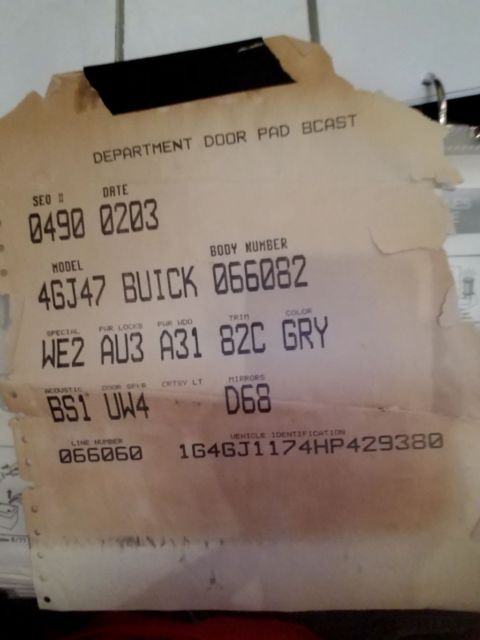 DEPARTMENT DOOR PAD BCAST
SEQ # DATE
0490 0203
MODEL BODY NUMBER
4GJ47 BUICK 066082
SPECIAL PWR LOCKS PWR WDO TRIM COLOR
WE2 AU3 A31 82C GRY
ACOUSTIC DOOR SPKR CRTSY LT MIRRORS
BS1 UW4 D68
LINE NUMBER VEHICLE IDENTIFICATION
066060 1G4GJ1174HP429380